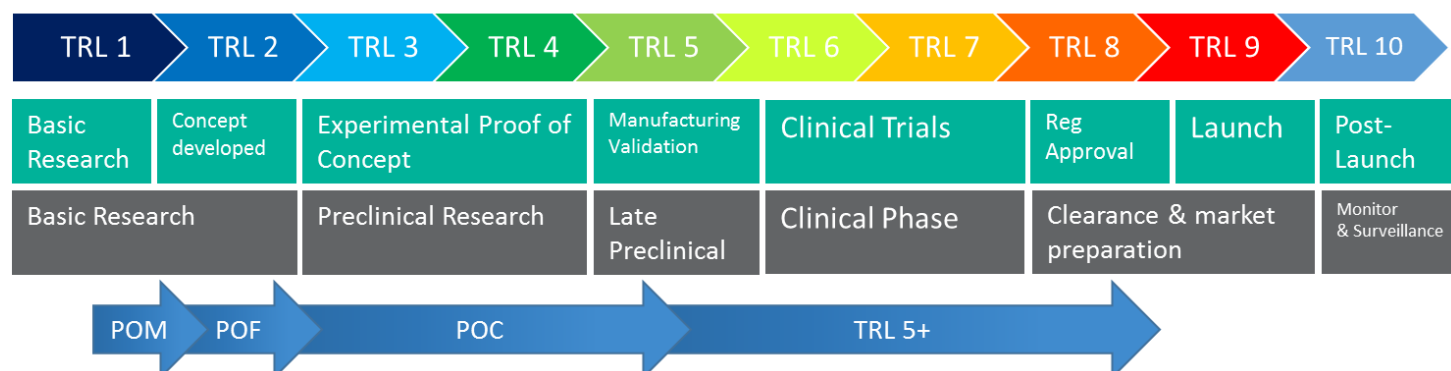 TRL 1
TRL 2
TRL 3
TRL 4
TRL 5
TRL 6
TRL 7
TRL 8
TRL 9
TRL 10
Basic
Research
Concept
developed
Experimental Proof of
Concept
Manufacturing
Validation
Clinical Trials
Reg
Approval
Launch
Post-
Launch
Basic Research
Preclinical Research
Late
Preclinical
Clinical Phase
Clearance & market
preparation
Monitor
& Surveillance
POM
POF
POC
TRL 5+